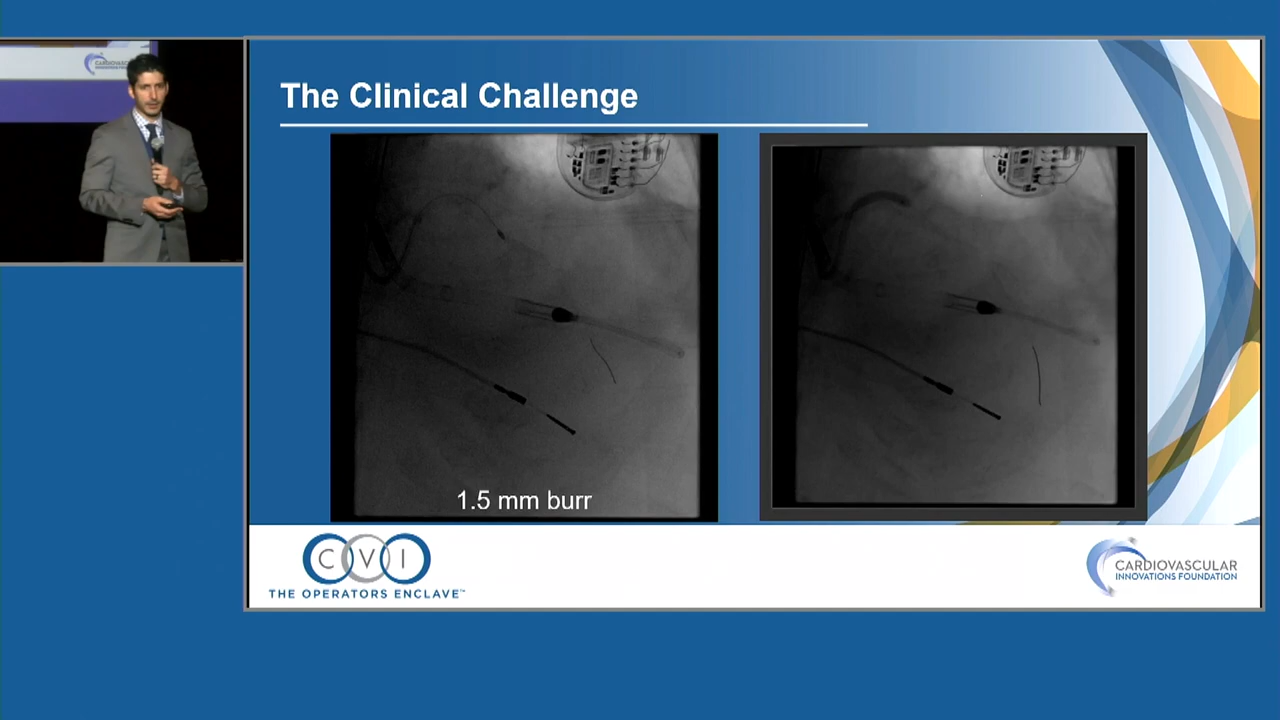 The Clinical Challenge
1.5 mm burr
CVI
THE OPERATORS ENCLAVE™
CARDIOVASCULAR
INNOVATIONS FOUNDATION